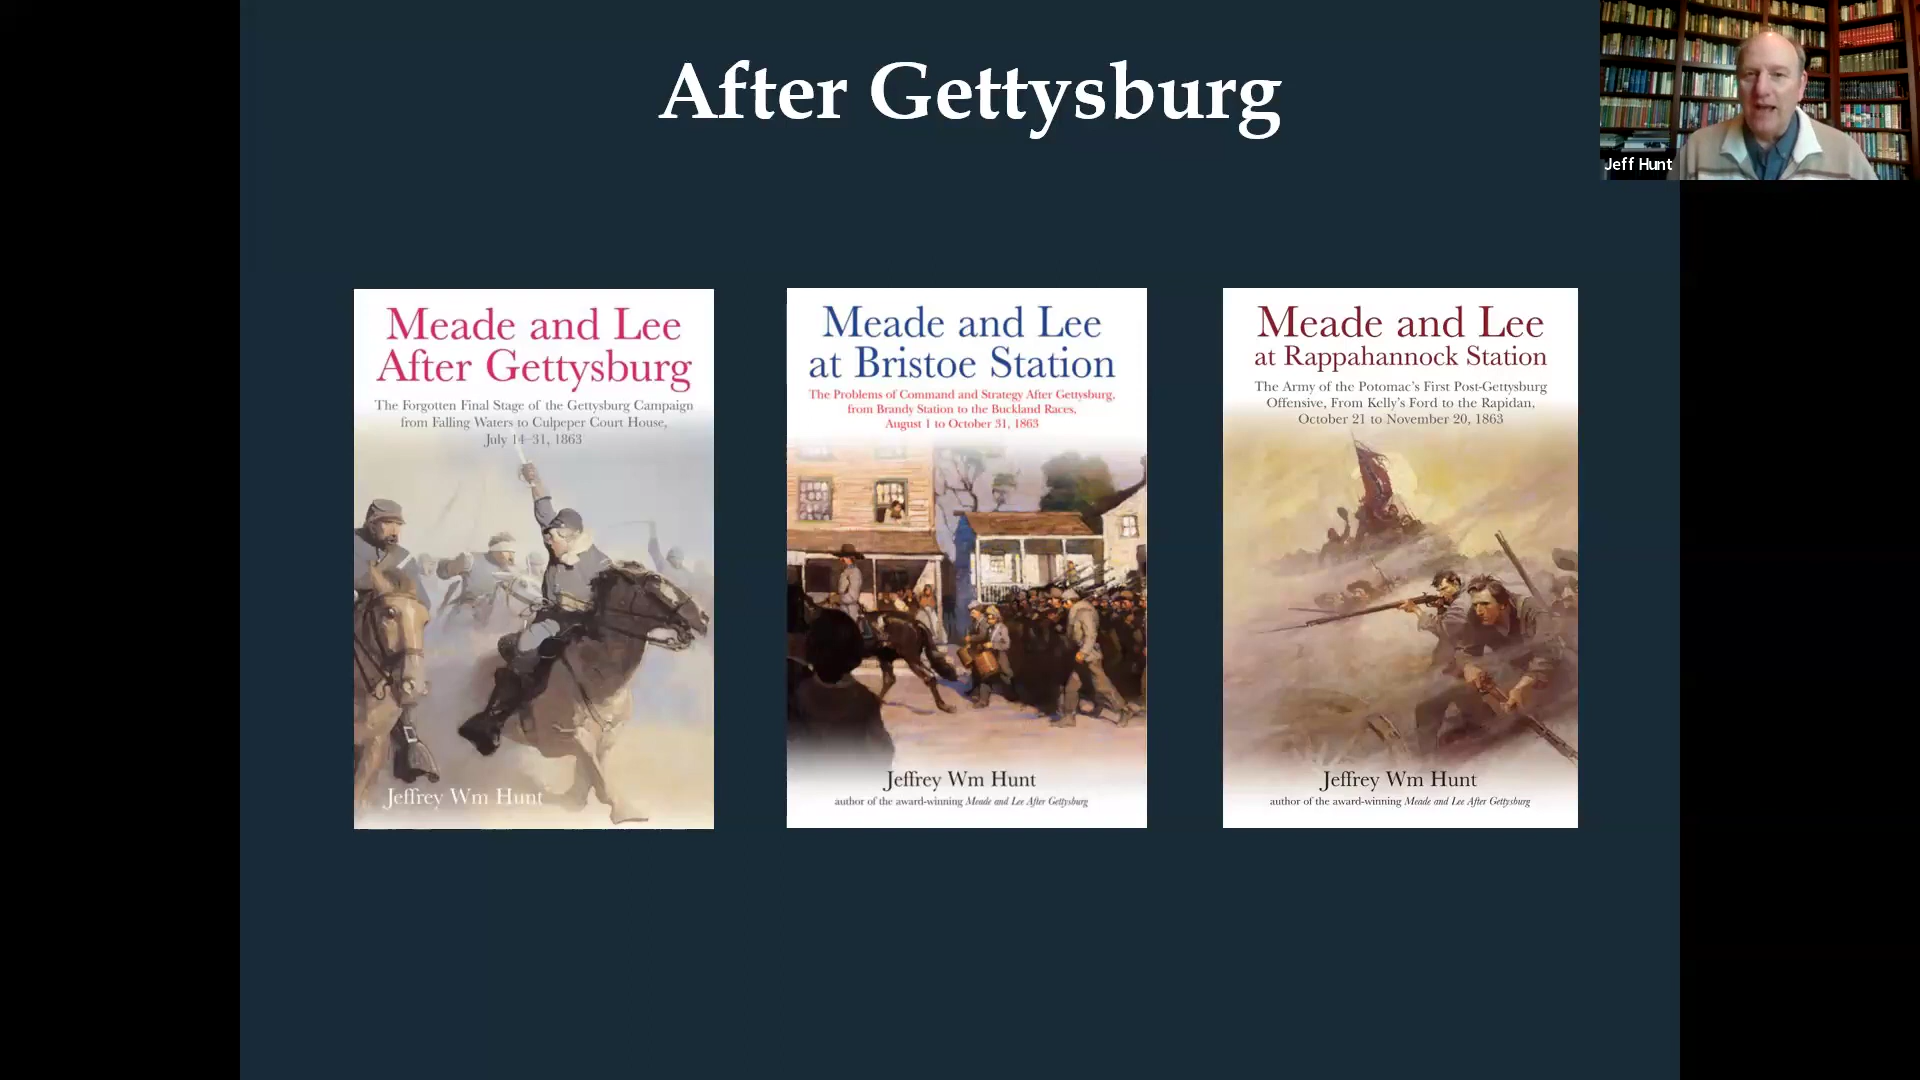 After Gettysburg
Jeff Hunt
Meade and Lee
After Gettysburg
The Forgotten Final Stage of the Gettysburg Campaign
from Falling Waters to Culpeper Court House,
July 14–31, 1863
Jeffrey Wm Hunt
Meade and Lee
at Bristoe Station
The Problems of Command and Strategy After Gettysburg,
from Brandy Station to the Buckland Races,
August 1 to October 31, 1863
Jeffrey Wm Hunt
author of the award-winning Meade and Lee After Gettysburg
Meade and Lee
at Rappahannock Station
The Army of the Potomac's First Post-Gettysburg
Offensive, From Kelly's Ford to the Rapidan,
October 21 to November 20, 1863
Jeffrey Wm Hunt
author of the award-winning Meade and Lee After Gettysburg